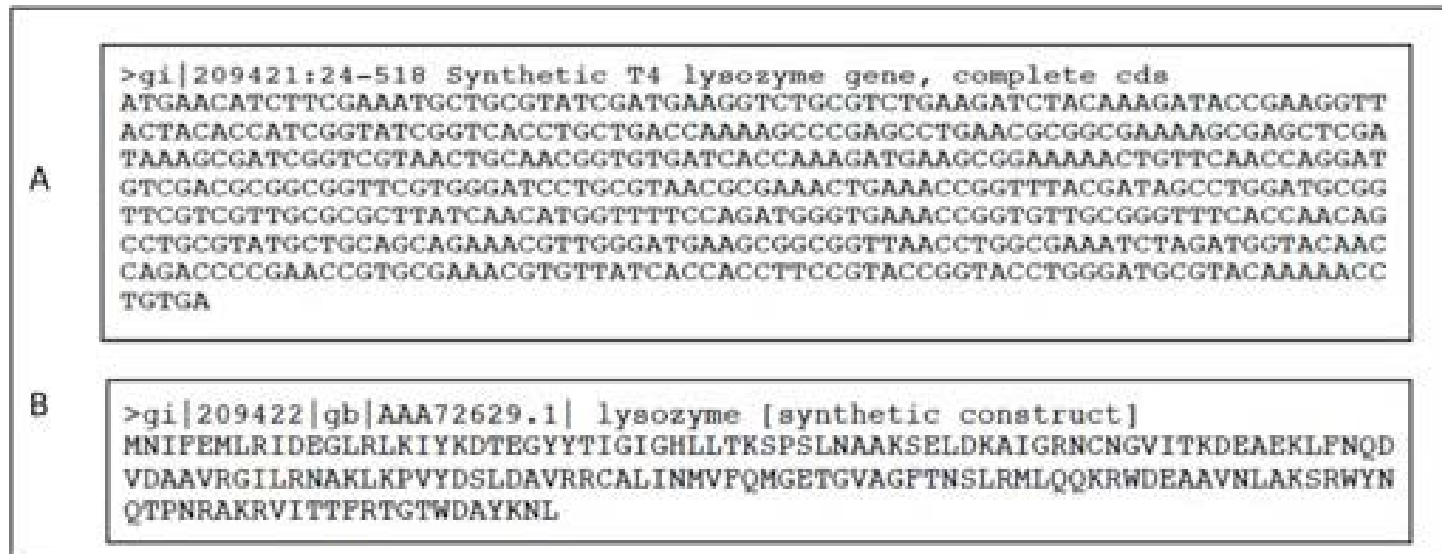 A
>gi|209421:24-518 Synthetic T4 lysozyme gene, complete cds
ATGAACATCTTCGAAATGCTGCGTATCGATGAAGGTCTGCGTCTGAAGATCTACAAAGATACCGAAGGTT
ACTACACCATCGGTATCGGTCACCTGCTGACCAAAAGCCCGAGCCTGAACGCGGCGAAAAGCGAGCTCGA
TAAAGCGATCGGTCGTAACTGCAACGGTGTGATCACCAAAGATGAAGCGGAAAAACTGTTCAACCAGGAT
GTCGACGCGGCGGTTCGTGGGATCCTGCGTAACGCGAAACTGAAACCGGTTTACGATAGCCTGGATGCGG
TTCGTCGTTGCGCGCTTATCAACATGGTTTTCCAGATGGGTGAAACCGGTGTTGCGGGTTTCACCAACAG
CCTGCGTATGCTGCAGCAGAAACGTTGGGATGAAGCGGCGGTTAACCTGGCGAAATCTAGATGGTACAAC
CAGACCCCGAACCGTGCGAAACGTGTTATCACCACCTTCCGTACCGGTACCTGGGATGCGTACAAAAACC
TGTGA
B
>gi|209422|gb|AAA72629.1| lysozyme [synthetic construct]
MNIFEMLRIDEGLRLKIYKDTEGYYTIGIGHLLTKSPSLNAAKSELDKAIGRNCNGVITKDEAEKLFNQD
VDAAVRGILRNAKLKPVYDSLDAVRRCALINMVFQMGETGVAGFTNSLRMLQQKRWDEAAVNLAKSRWYN
QTPNRAKRVITTFRTGTWDAYKNL